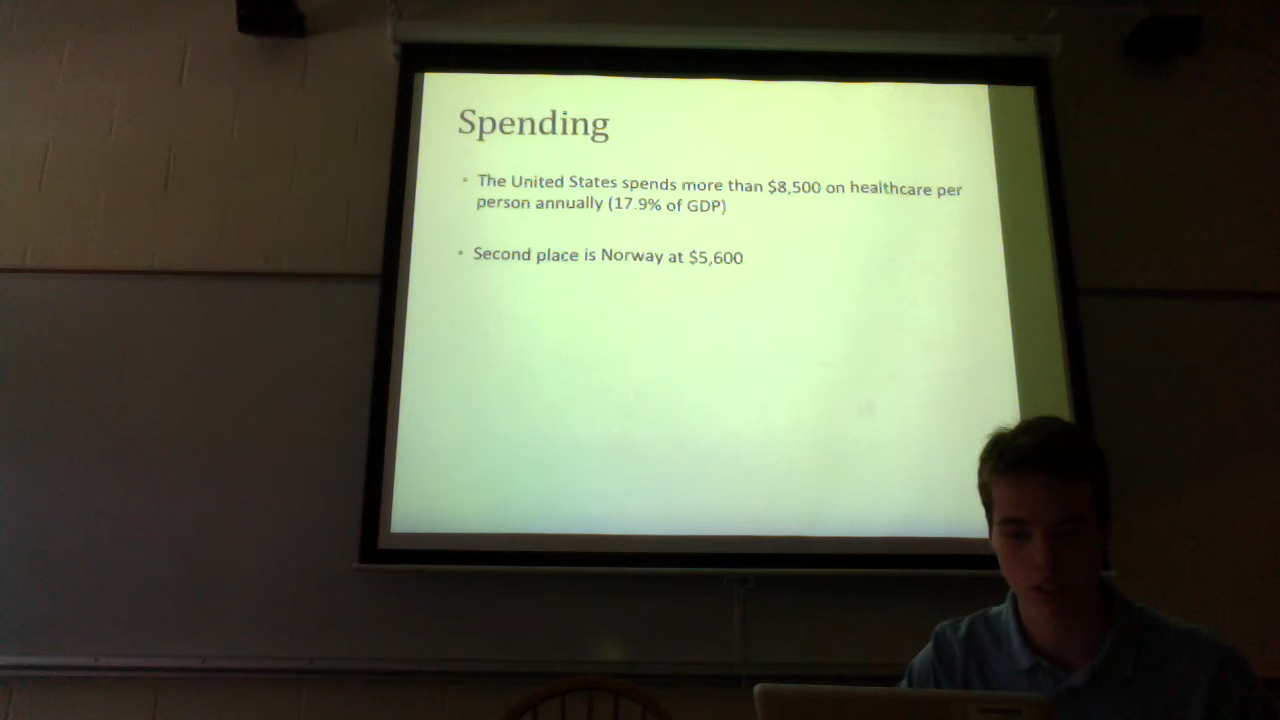 Spending
• The United States spends more than $8,500 on healthcare per
person annually (17.9% of GDP)
• Second place is Norway at $5,600